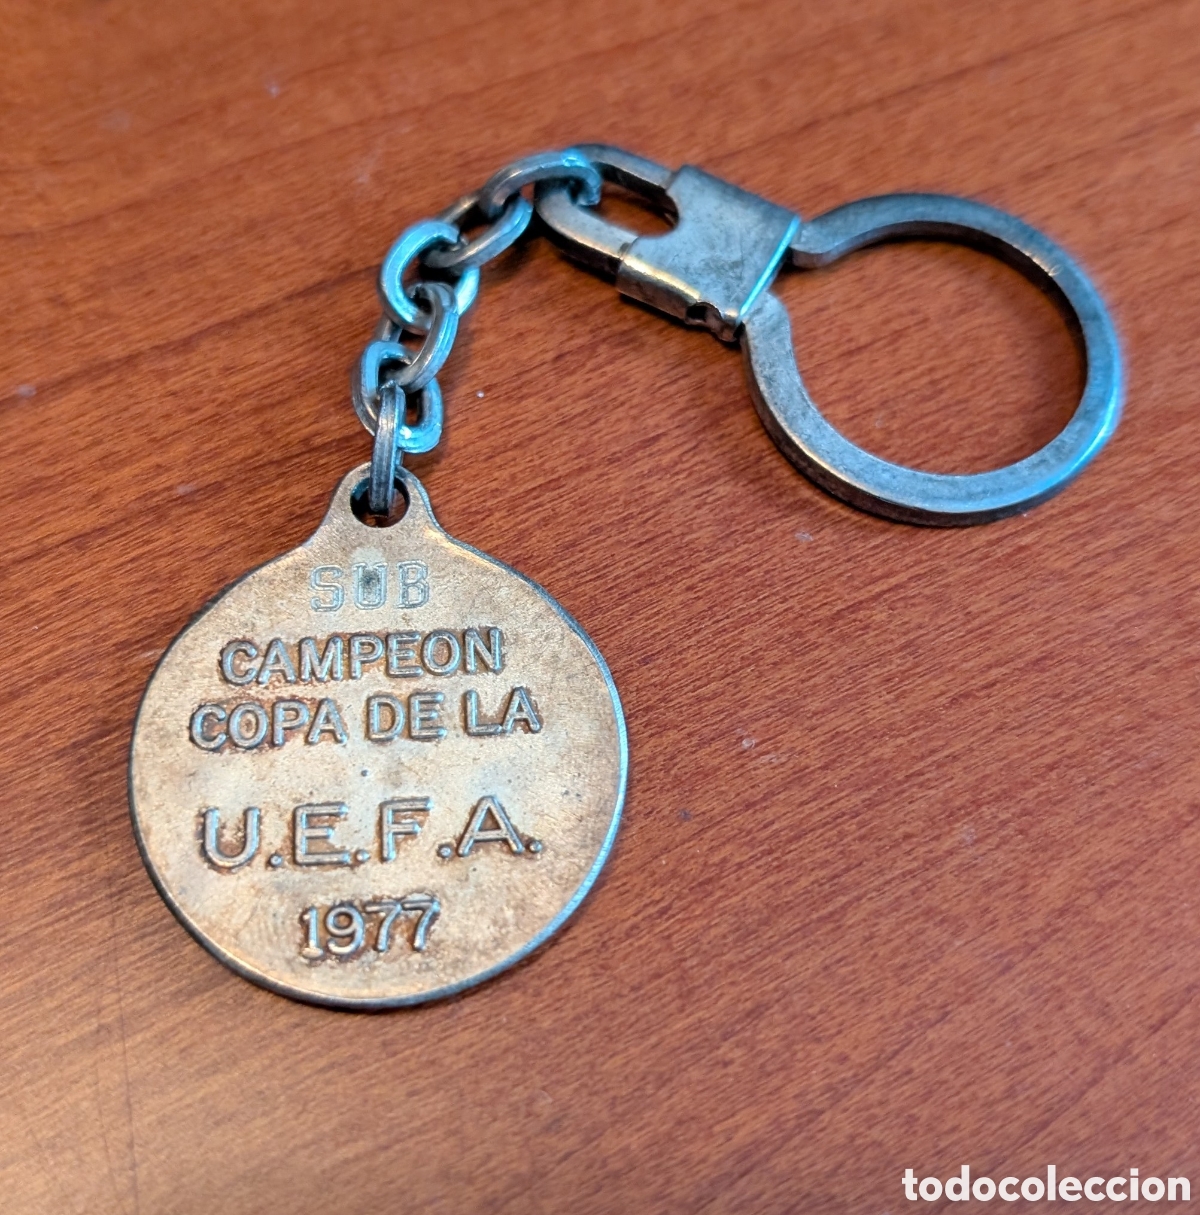 SUB
CAMPEON
COPA DE LA
U.E.F.A.
1977
todocoleccion